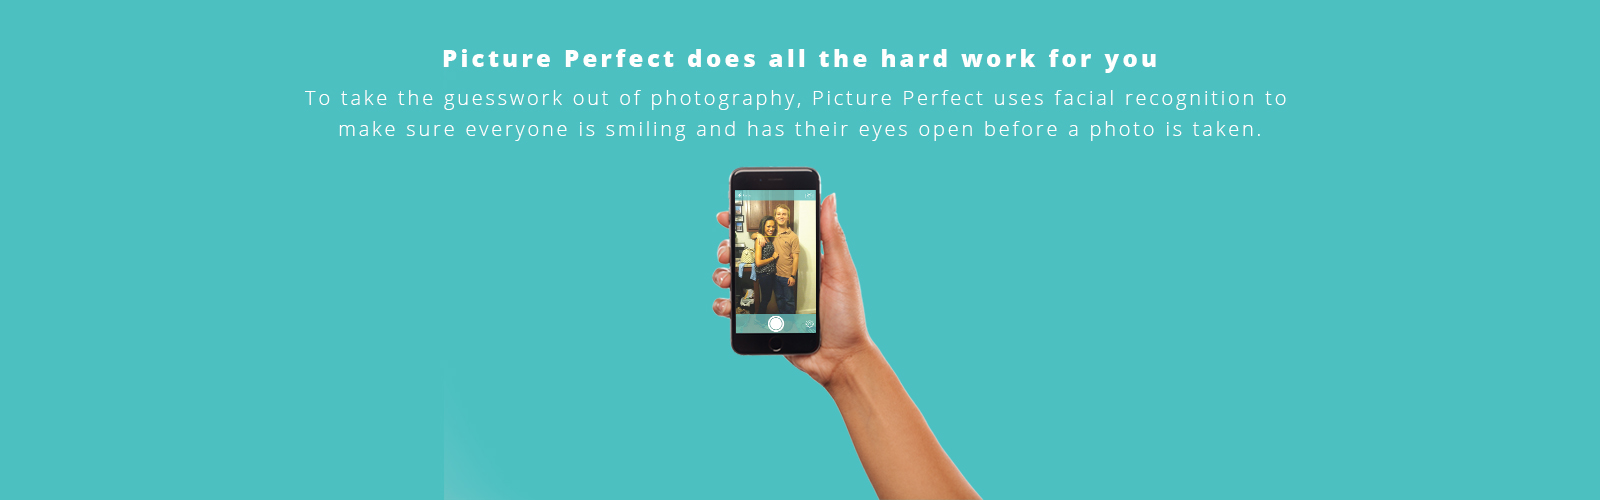 Picture Perfect does all the hard work for you
To take the guesswork out of photography, Picture Perfect uses facial recognition to
make sure everyone is smiling and has their eyes open before a photo is taken.